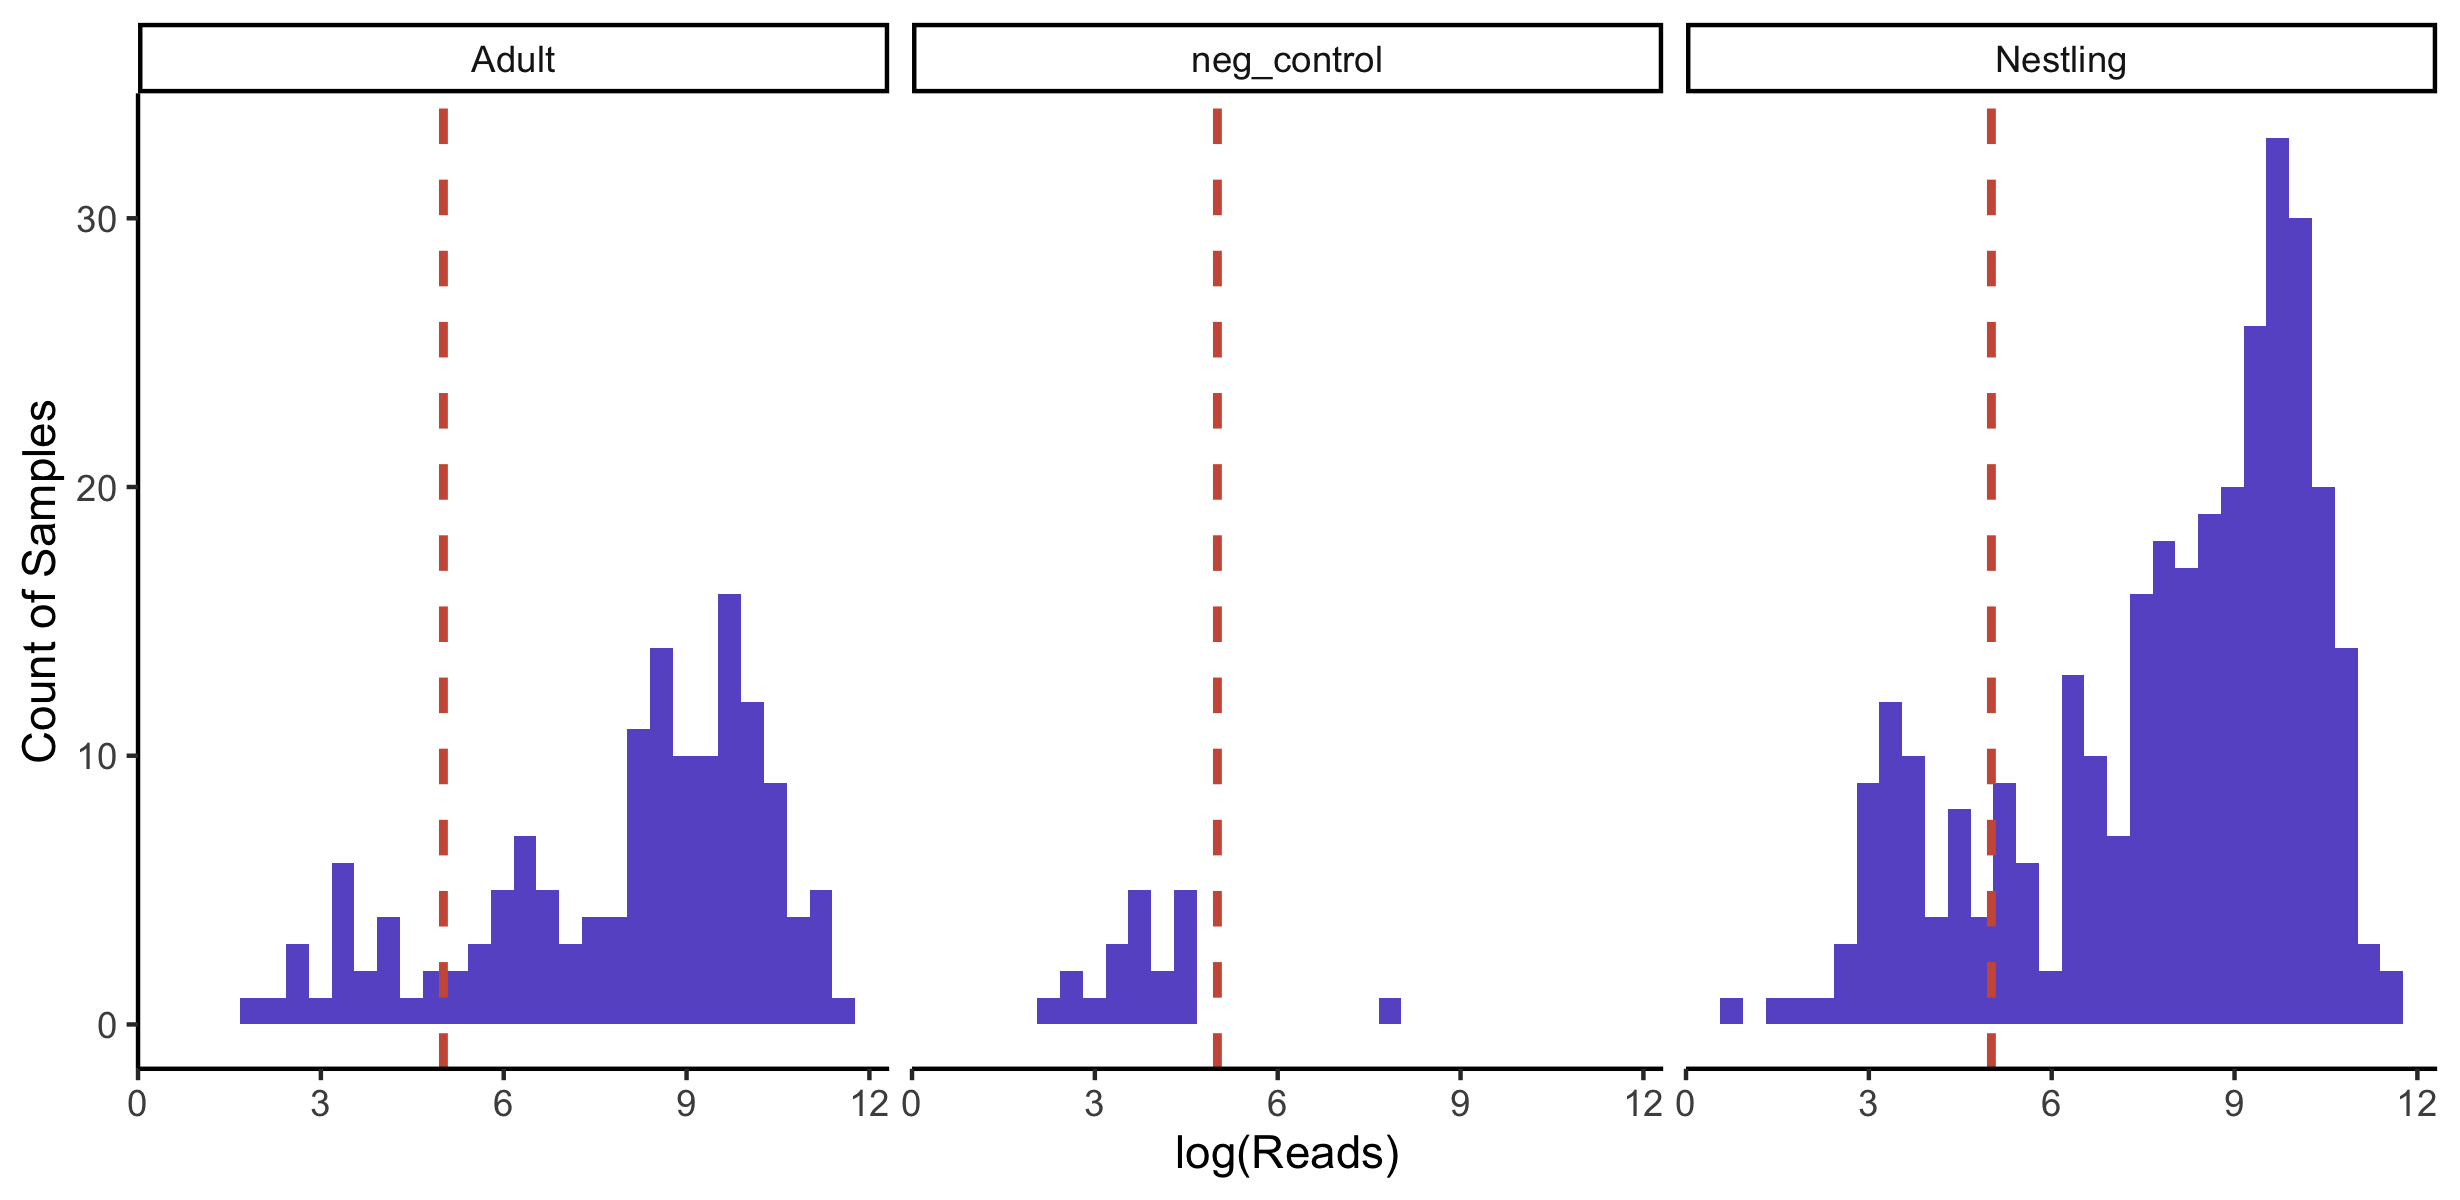 Adult
neg_control
Nestling
Count of Samples
30
20
10
0
0 3 6 9 12
0 3 6 9 12
0 3 6 9 12
log(Reads)